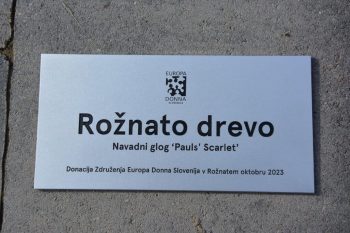 EUROPA
DONNA
Rožnato drevo
Navadni glog ‘Pauls’ Scarlet’
Donacija Združenja Europa Donna Slovenija v Rožnatem oktobru 2023